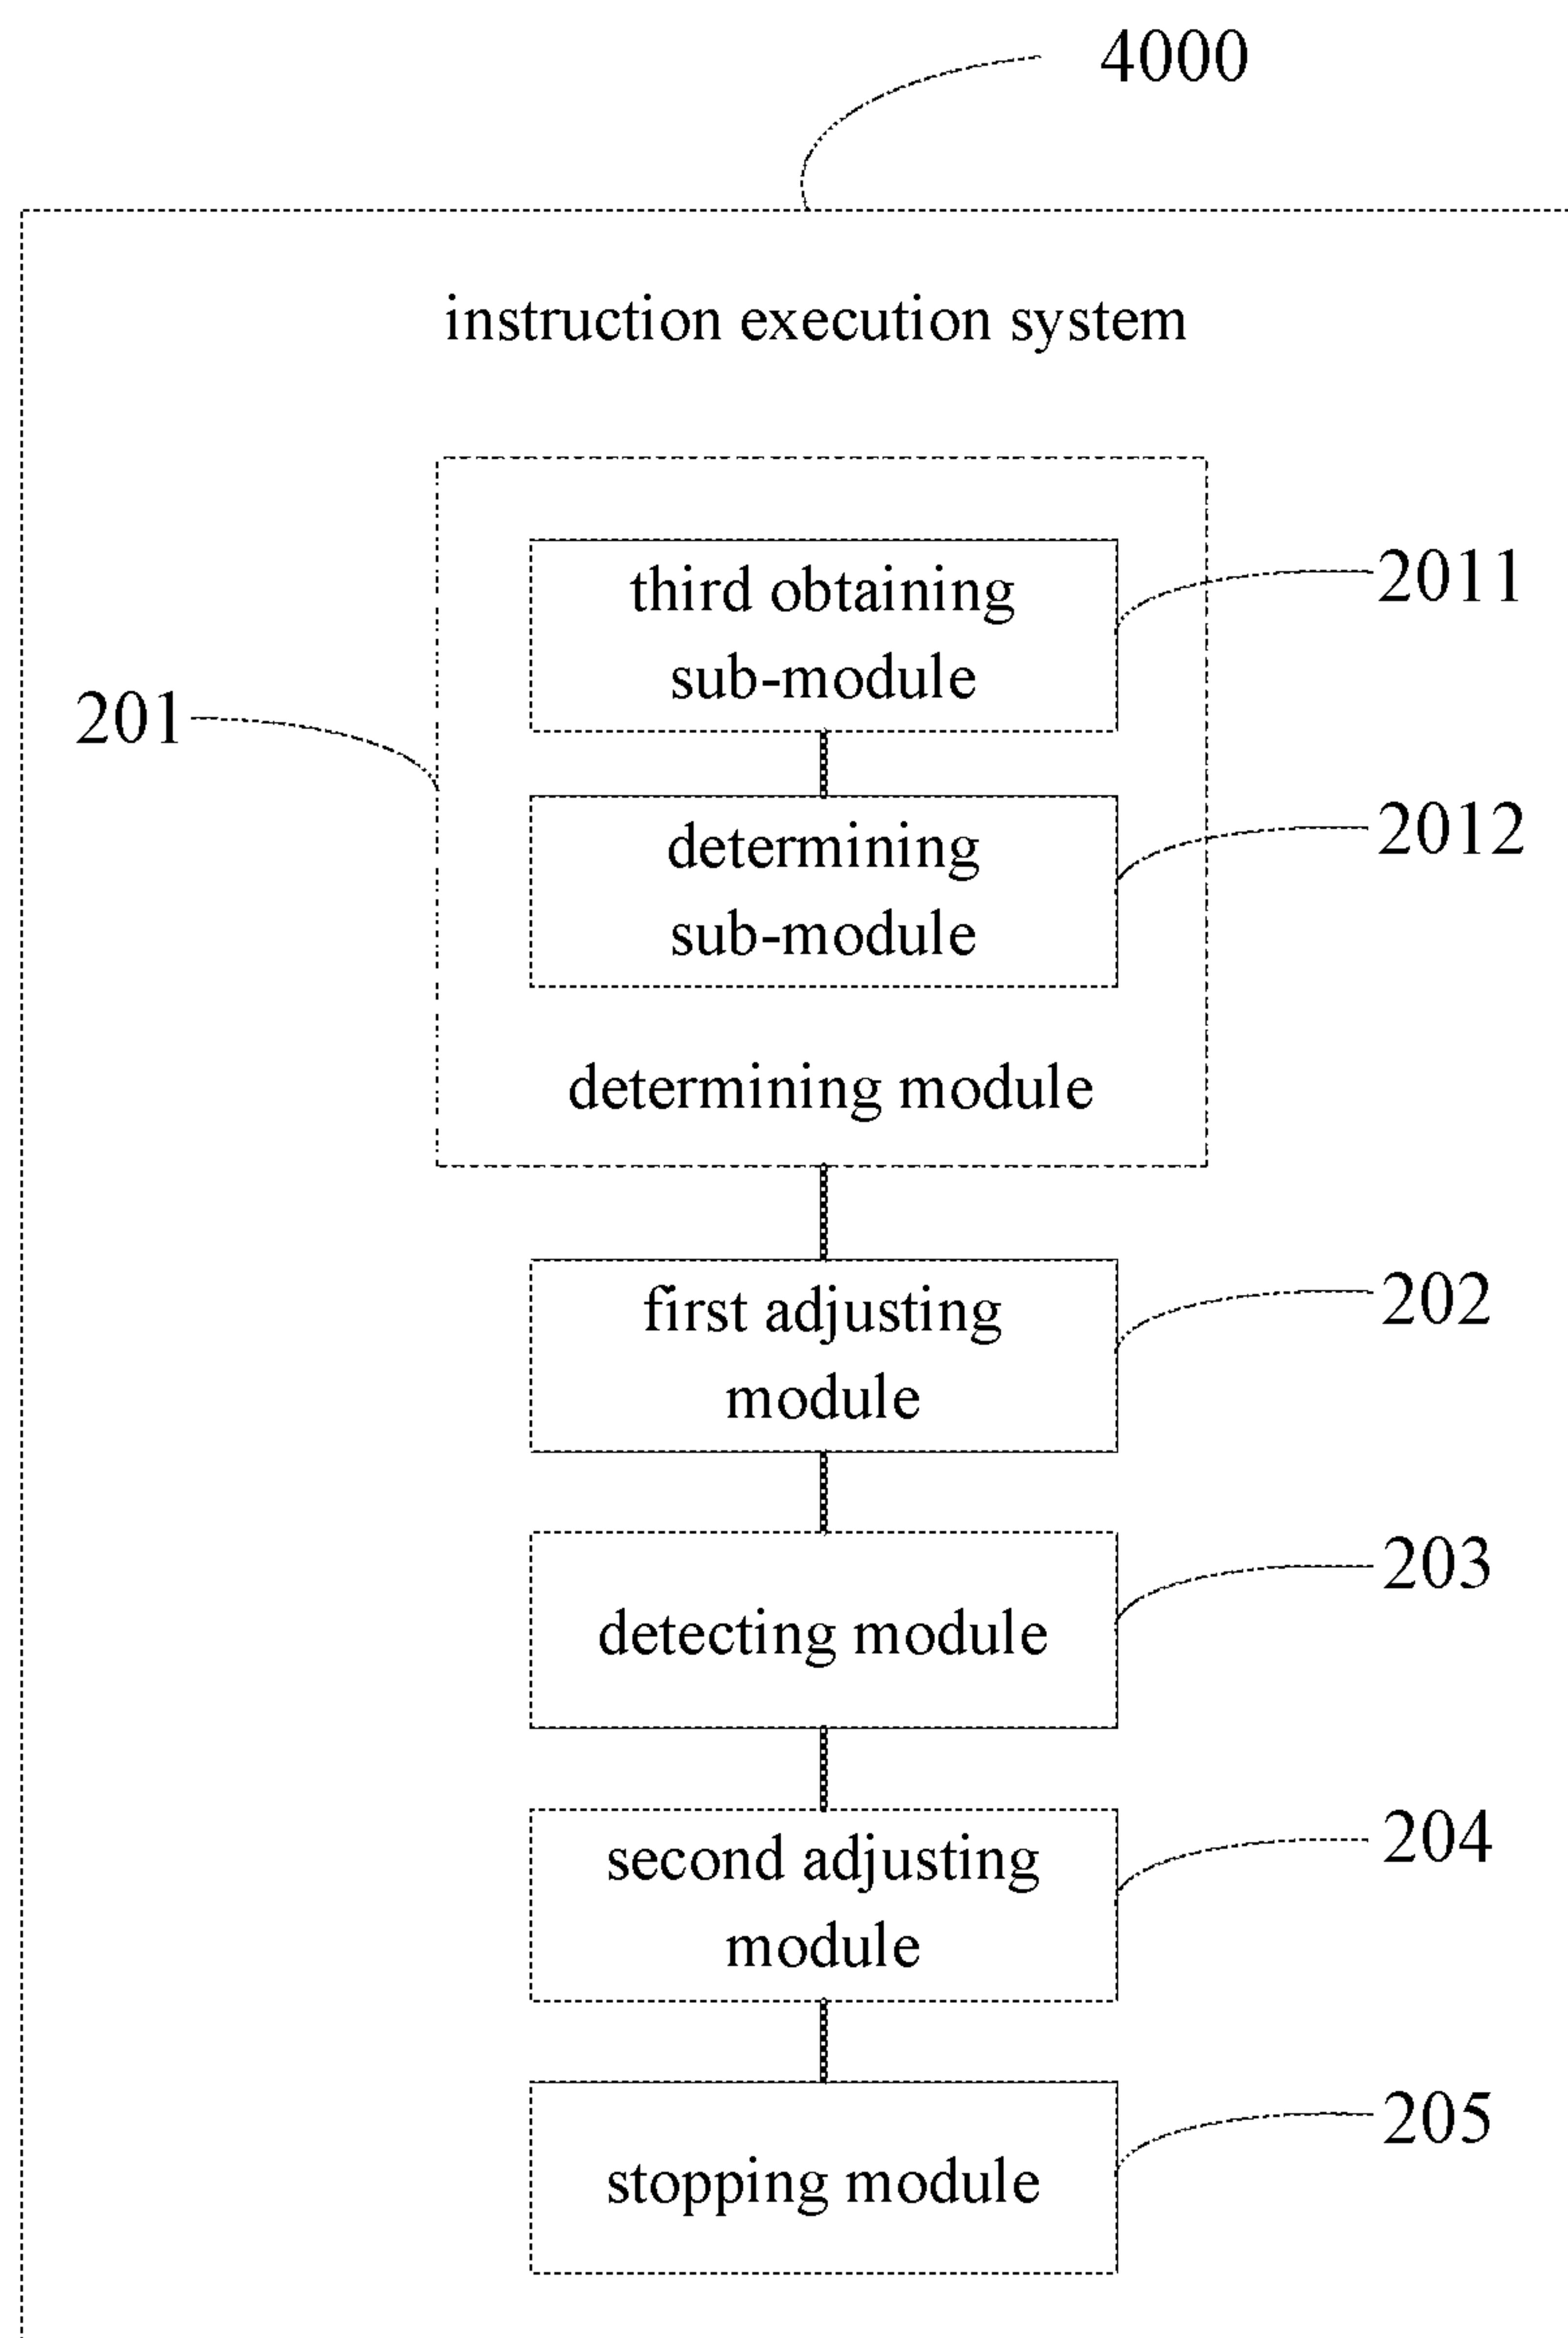 4000
instruction execution system
third obtaining
sub-module
2011
201
determining
sub-module
2012
determining module
first adjusting
module
202
detecting module
203
second adjusting
module
204
stopping module
205